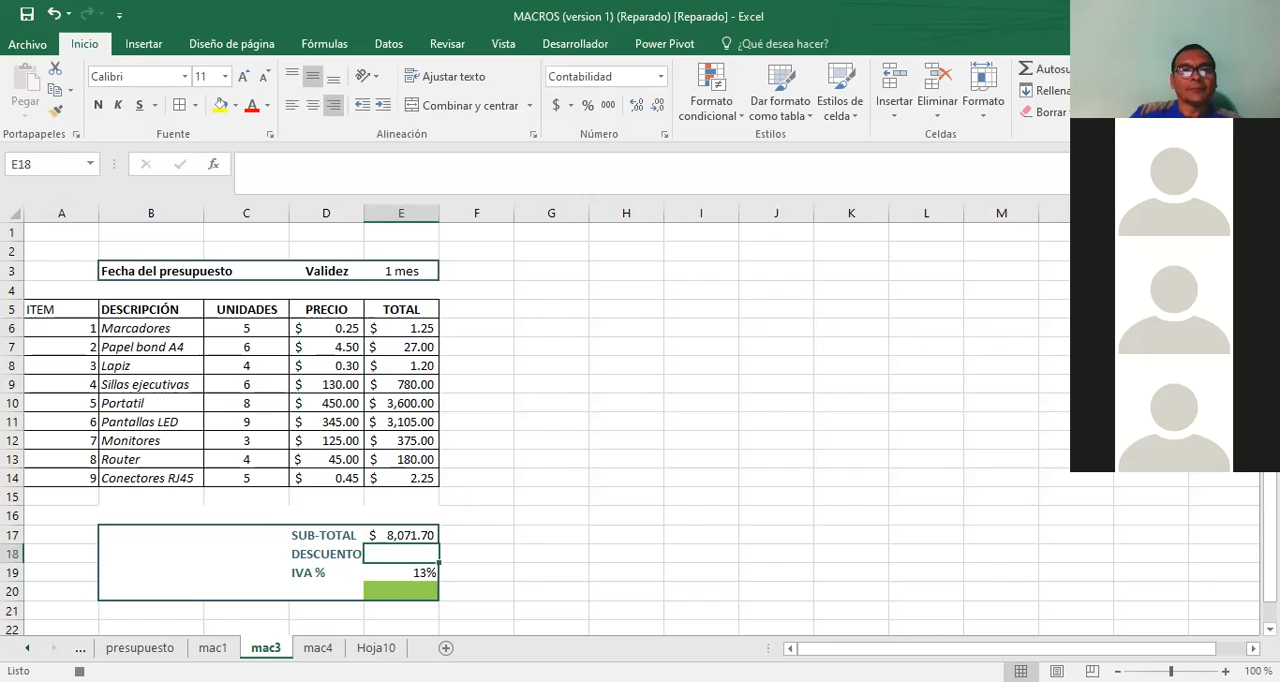 MACROS (version 1) (Reparado) [Reparado] - Excel
Archivo Inicio Insertar Diseño de página Fórmulas Datos Revisar Vista Desarrollador Power Pivot ¿Qué desea hacer?
Pegar
Calibri 11
N K S
Ajustar texto
Combinar y centrar
Contabilidad
$ % 000
Formato condicional
Dar formato como tabla
Estilos de celda
Insertar Eliminar Formato
Autosu
Rellena
Borrar
Portapapeles Fuente Alineación Número Estilos Celdas
E18 fx
A B C D E F G H I J K L M
1
2
3 Fecha del presupuesto Validez 1 mes
4
5 ITEM DESCRIPCIÓN UNIDADES PRECIO TOTAL
6 1 Marcadores 5 $ 0.25 $ 1.25
7 2 Papel bond A4 6 $ 4.50 $ 27.00
8 3 Lapiz 4 $ 0.30 $ 1.20
9 4 Sillas ejecutivas 6 $ 130.00 $ 780.00
10 5 Portatil 8 $ 450.00 $ 3,600.00
11 6 Pantallas LED 9 $ 345.00 $ 3,105.00
12 7 Monitores 3 $ 125.00 $ 375.00
13 8 Router 4 $ 45.00 $ 180.00
14 9 Conectores RJ45 5 $ 0.45 $ 2.25
15
16
17 SUB-TOTAL $ 8,071.70
18 DESCUENTO
19 IVA % 13%
20
21
22
... presupuesto mac1 mac3 mac4 Hoja10
Listo 100 %